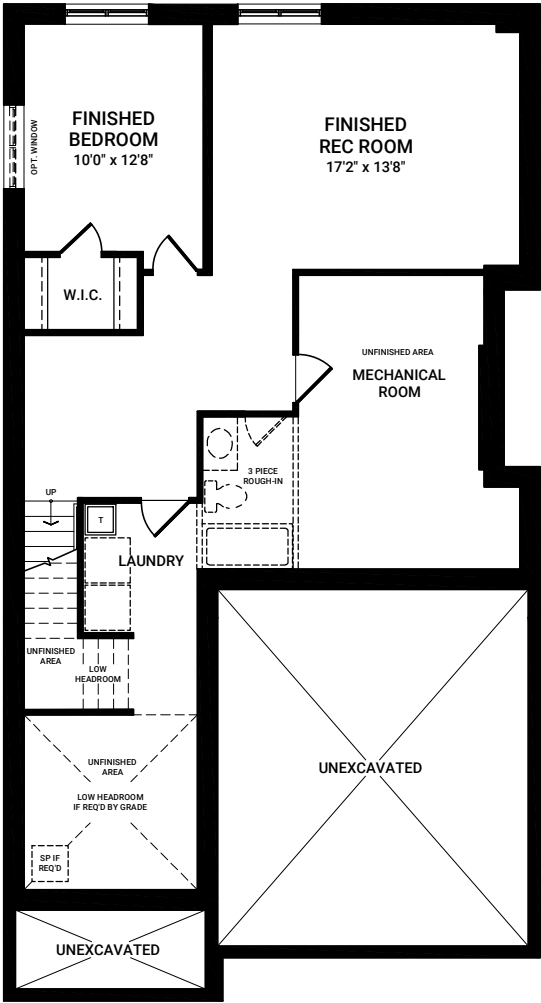 FINISHED
BEDROOM
10'0" x 12'8"
OPT. WINDOW
FINISHED
REC ROOM
17'2" x 13'8"
W.I.C.
UNFINISHED AREA
MECHANICAL
ROOM
3 PIECE
ROUGH-IN
UP
T
LAUNDRY
UNFINISHED
AREA
LOW
HEADROOM
UNFINISHED
AREA
LOW HEADROOM
IF REQ'D BY GRADE
SP IF
REQ'D
UNEXCAVATED
UNEXCAVATED